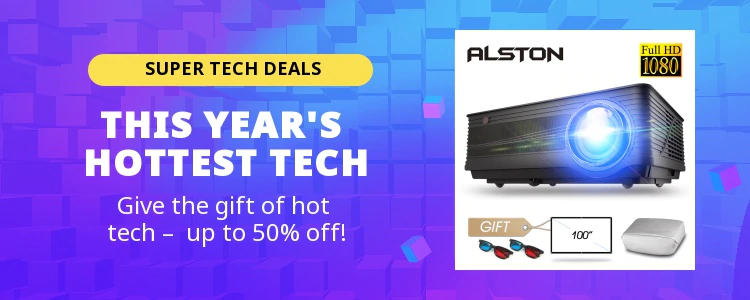 SUPER TECH DEALS
THIS YEAR'S
HOTTEST TECH
Give the gift of hot
tech – up to 50% off!
ALSTON
Full HD
1080
GIFT
100"